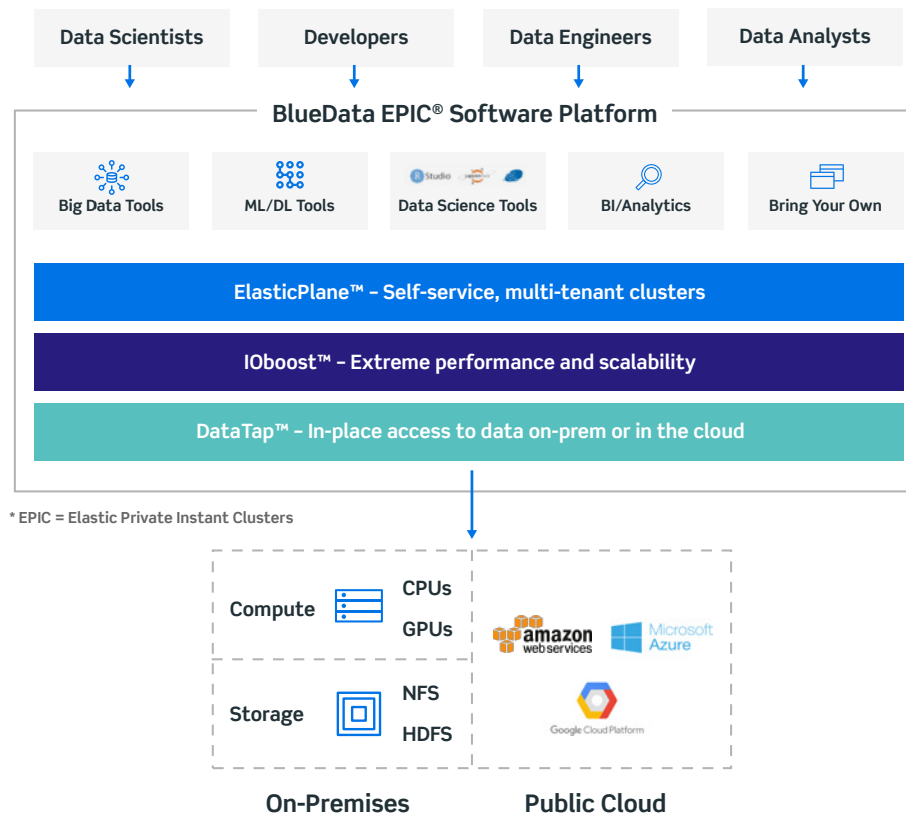 Data Scientists
Developers
Data Engineers
Data Analysts
BlueData EPIC® Software Platform
Big Data Tools
ML/DL Tools
R Studio
Data Science Tools
BI/Analytics
Bring Your Own
ElasticPlane™ – Self-service, multi-tenant clusters
IOboost™ – Extreme performance and scalability
DataTap™ – In-place access to data on-prem or in the cloud
* EPIC = Elastic Private Instant Clusters
Compute
CPUs
GPUs
Storage
NFS
HDFS
amazon
webservices
Microsoft
Azure
Google Cloud Platform
On-Premises
Public Cloud